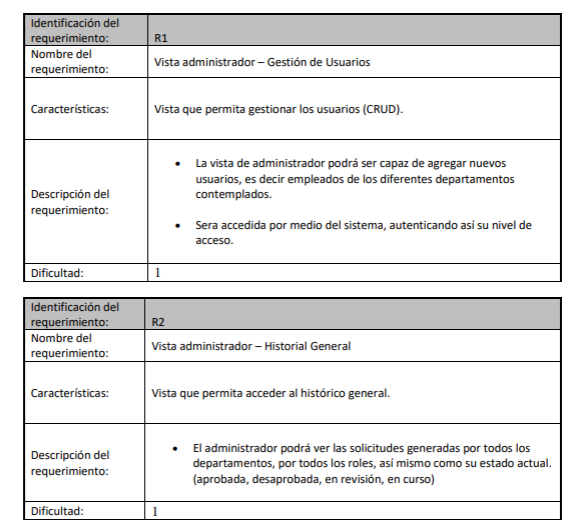 Identificación del
requerimiento:
R1
Nombre del
requerimiento:
Vista administrador – Gestión de Usuarios
Características:
Vista que permita gestionar los usuarios (CRUD).
Descripción del
requerimiento:
• La vista de administrador podrá ser capaz de agregar nuevos
usuarios, es decir empleados de los diferentes departamentos
contemplados.
• Sera accedida por medio del sistema, autenticando así su nivel de
acceso.
Dificultad:
1
Identificación del
requerimiento:
R2
Nombre del
requerimiento:
Vista administrador – Historial General
Características:
Vista que permita acceder al histórico general.
Descripción del
requerimiento:
• El administrador podrá ver las solicitudes generadas por todos los
departamentos, por todos los roles, así mismo como su estado actual.
(aprobada, desaprobada, en revisión, en curso)
Dificultad:
1